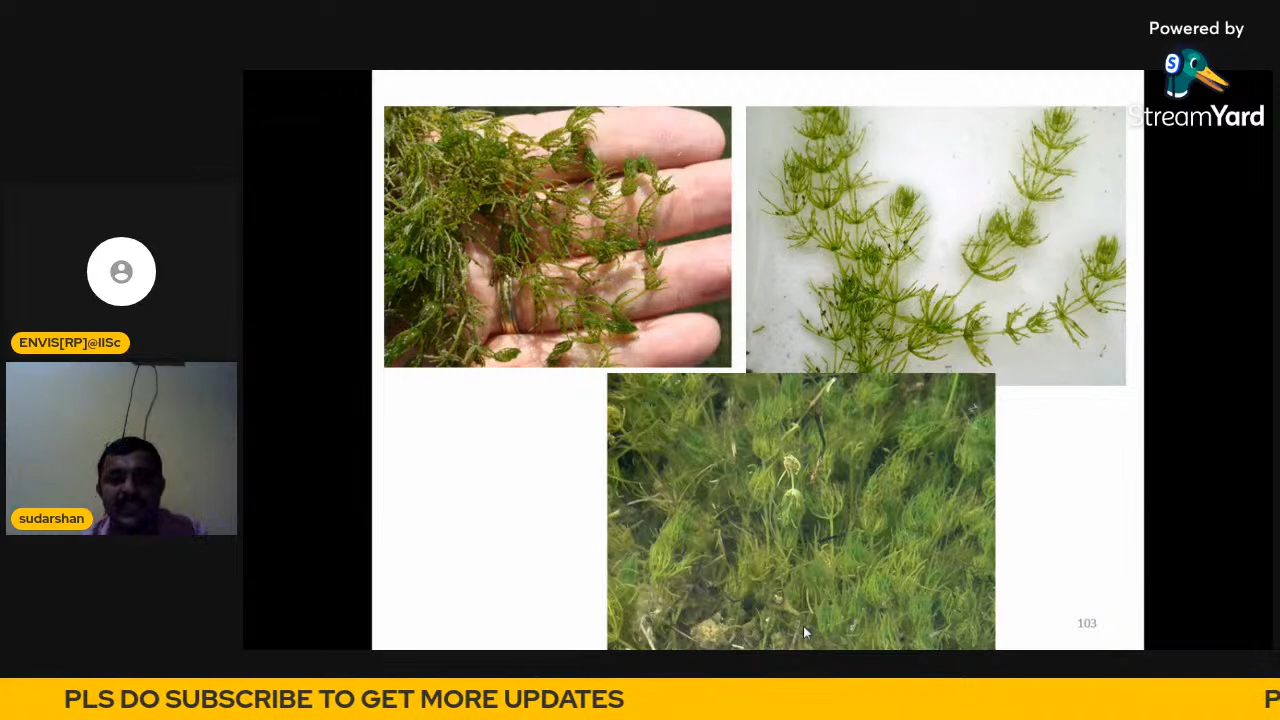 Powered by
StreamYard
ENVIS[RP]@IISc
sudarshan
103
PLS DO SUBSCRIBE TO GET MORE UPDATES
P